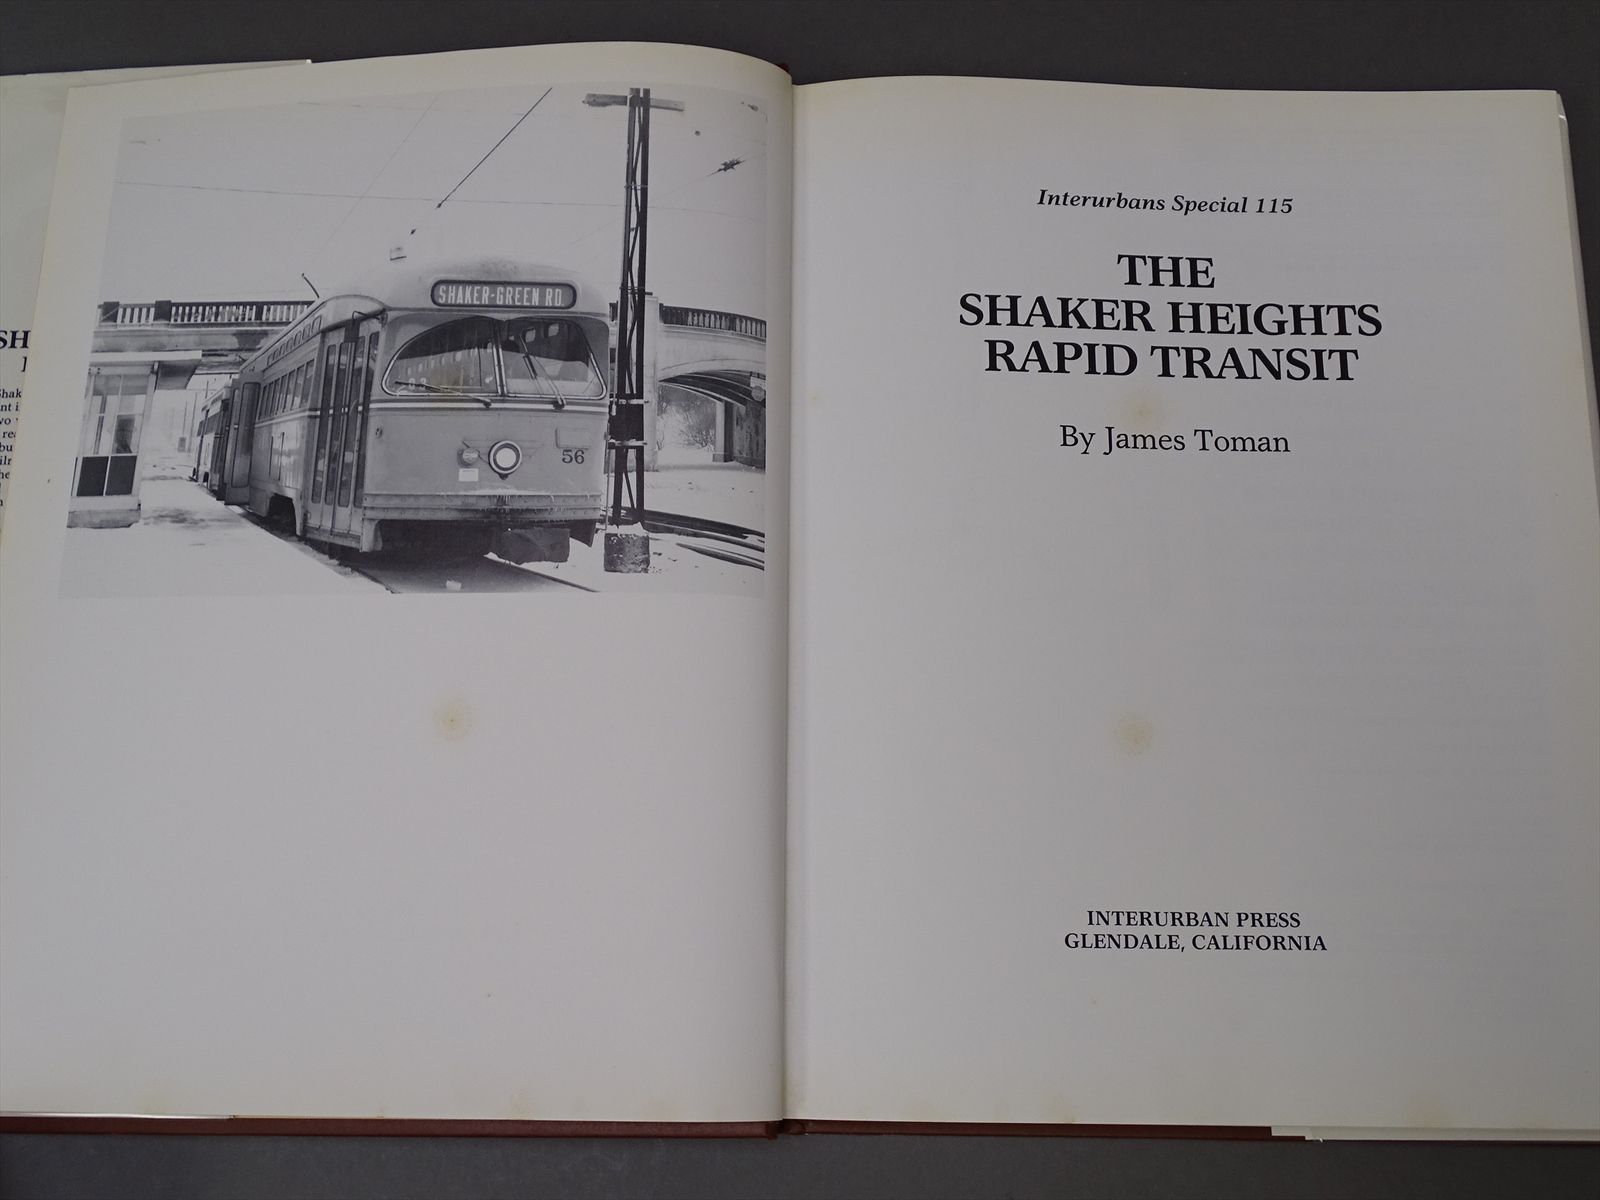 SHAKER-GREEN RD.
56
Interurbans Special 115
THE
SHAKER HEIGHTS
RAPID TRANSIT
By James Toman
INTERURBAN PRESS
GLENDALE, CALIFORNIA